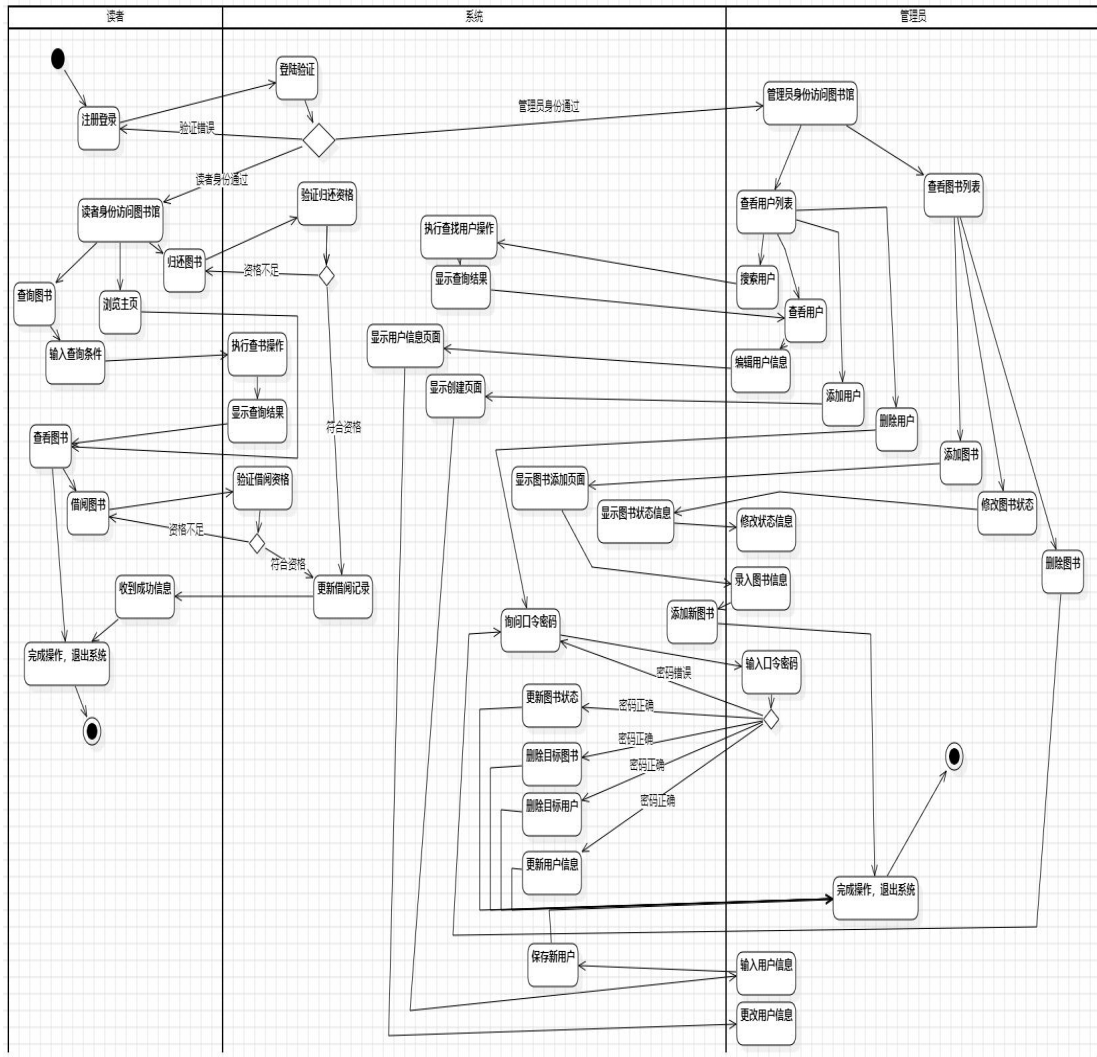 读者
系统
管理员
登陆验证
管理员身份访问图书馆
管理员身份通过
注册登录
验证错误
读者身份通过
查看图书列表
验证归还资格
读者身份访问图书馆
查看用户列表
执行查找用户操作
归还图书
资格不足
显示查询结果
搜索用户
查询图书
浏览主页
查看用户
显示用户信息页面
执行查书操作
输入查询条件
编辑用户信息
显示创建页面
添加用户
显示查询结果
删除用户
符合资格
查看图书
添加图书
验证借阅资格
显示图书添加页面
借阅图书
修改图书状态
显示图书状态信息
修改状态信息
资格不足
符合资格
删除图书
收到成功信息
更新借阅记录
录入图书信息
添加新图书
询问口令密码
完成操作，退出系统
输入口令密码
密码错误
更新图书状态
密码正确
密码正确
删除目标图书
密码正确
删除目标用户
密码正确
更新用户信息
完成操作，退出系统
保存新用户
输入用户信息
更改用户信息